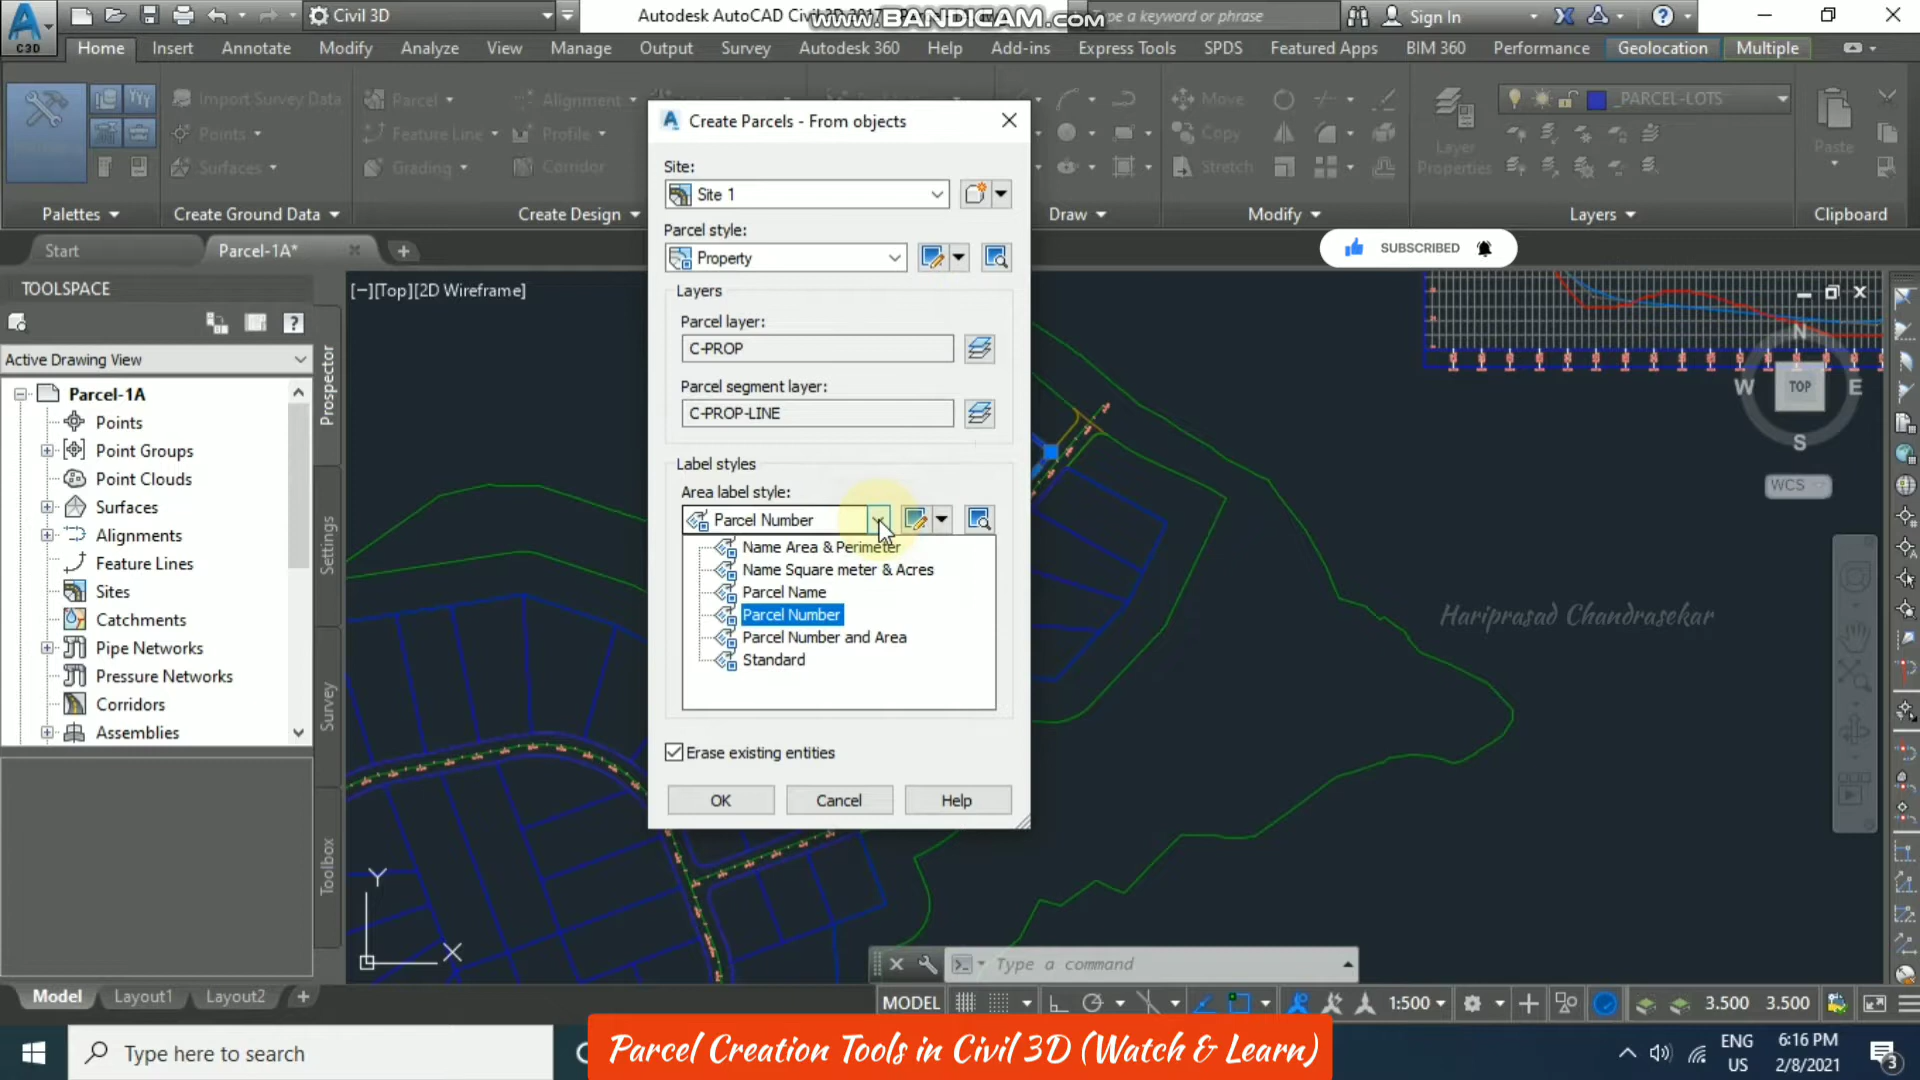 Civil 3D
Autodesk AutoCAD Civil 3D 2017
www.BANDICAM.com
Type a keyword or phrase
Sign In
C3D
Home
Insert
Annotate
Modify
Analyze
View
Manage
Output
Survey
Autodesk 360
Help
Add-ins
Express Tools
SPDS
Featured Apps
BIM 360
Performance
Geolocation
Multiple
Import Survey Data
Points
Surfaces
Parcel
Feature Line
Grading
Alignment
Profile
Corridor
Move
Copy
Stretch
Layer
Properties
_PARCEL-LOTS
Paste
Palettes
Create Ground Data
Create Design
Draw
Modify
Layers
Clipboard
Start
Parcel-1A*
SUBSCRIBED
TOOLSPACE
Active Drawing View
Parcel-1A
Points
Point Groups
Point Clouds
Surfaces
Alignments
Feature Lines
Sites
Catchments
Pipe Networks
Pressure Networks
Corridors
Assemblies
Prospector
Settings
Survey
Toolbox
[−][Top][2D Wireframe]
Create Parcels - From objects
Site:
Site 1
Parcel style:
Property
Layers
Parcel layer:
C-PROP
Parcel segment layer:
C-PROP-LINE
Label styles
Area label style:
Parcel Number
Name Area & Perimeter
Name Square meter & Acres
Parcel Name
Parcel Number
Parcel Number and Area
Standard
Erase existing entities
OK
Cancel
Help
N
W
TOP
E
S
WCS
Hariprasad Chandrasekar
Y
X
Type a command
Model
Layout1
Layout2
MODEL
1:500
3.500
3.500
Type here to search
Parcel Creation Tools in Civil 3D (Watch & Learn)
ENG
US
6:16 PM
2/8/2021
3